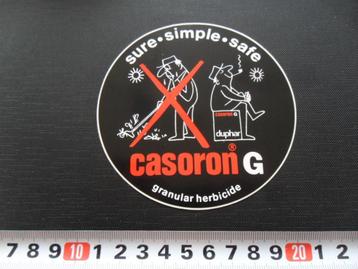 sure•simple•safe
casoron G
duphar
casoron® G
granular herbicide
7 8 9 10 1 2 3 4 5 6 7 8 9 20 1 2